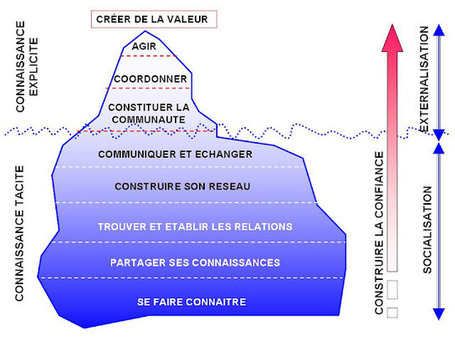 CRÉER DE LA VALEUR
AGIR
COORDONNER
CONSTITUER LA
COMMUNAUTE
COMMUNIQUER ET ECHANGER
CONSTRUIRE SON RESEAU
TROUVER ET ETABLIR LES RELATIONS
PARTAGER SES CONNAISSANCES
SE FAIRE CONNAITRE
CONNAISSANCE
EXPLICITE
CONNAISSANCE TACITE
CONSTRUIRE LA CONFIANCE
EXTERNALISATION
SOCIALISATION